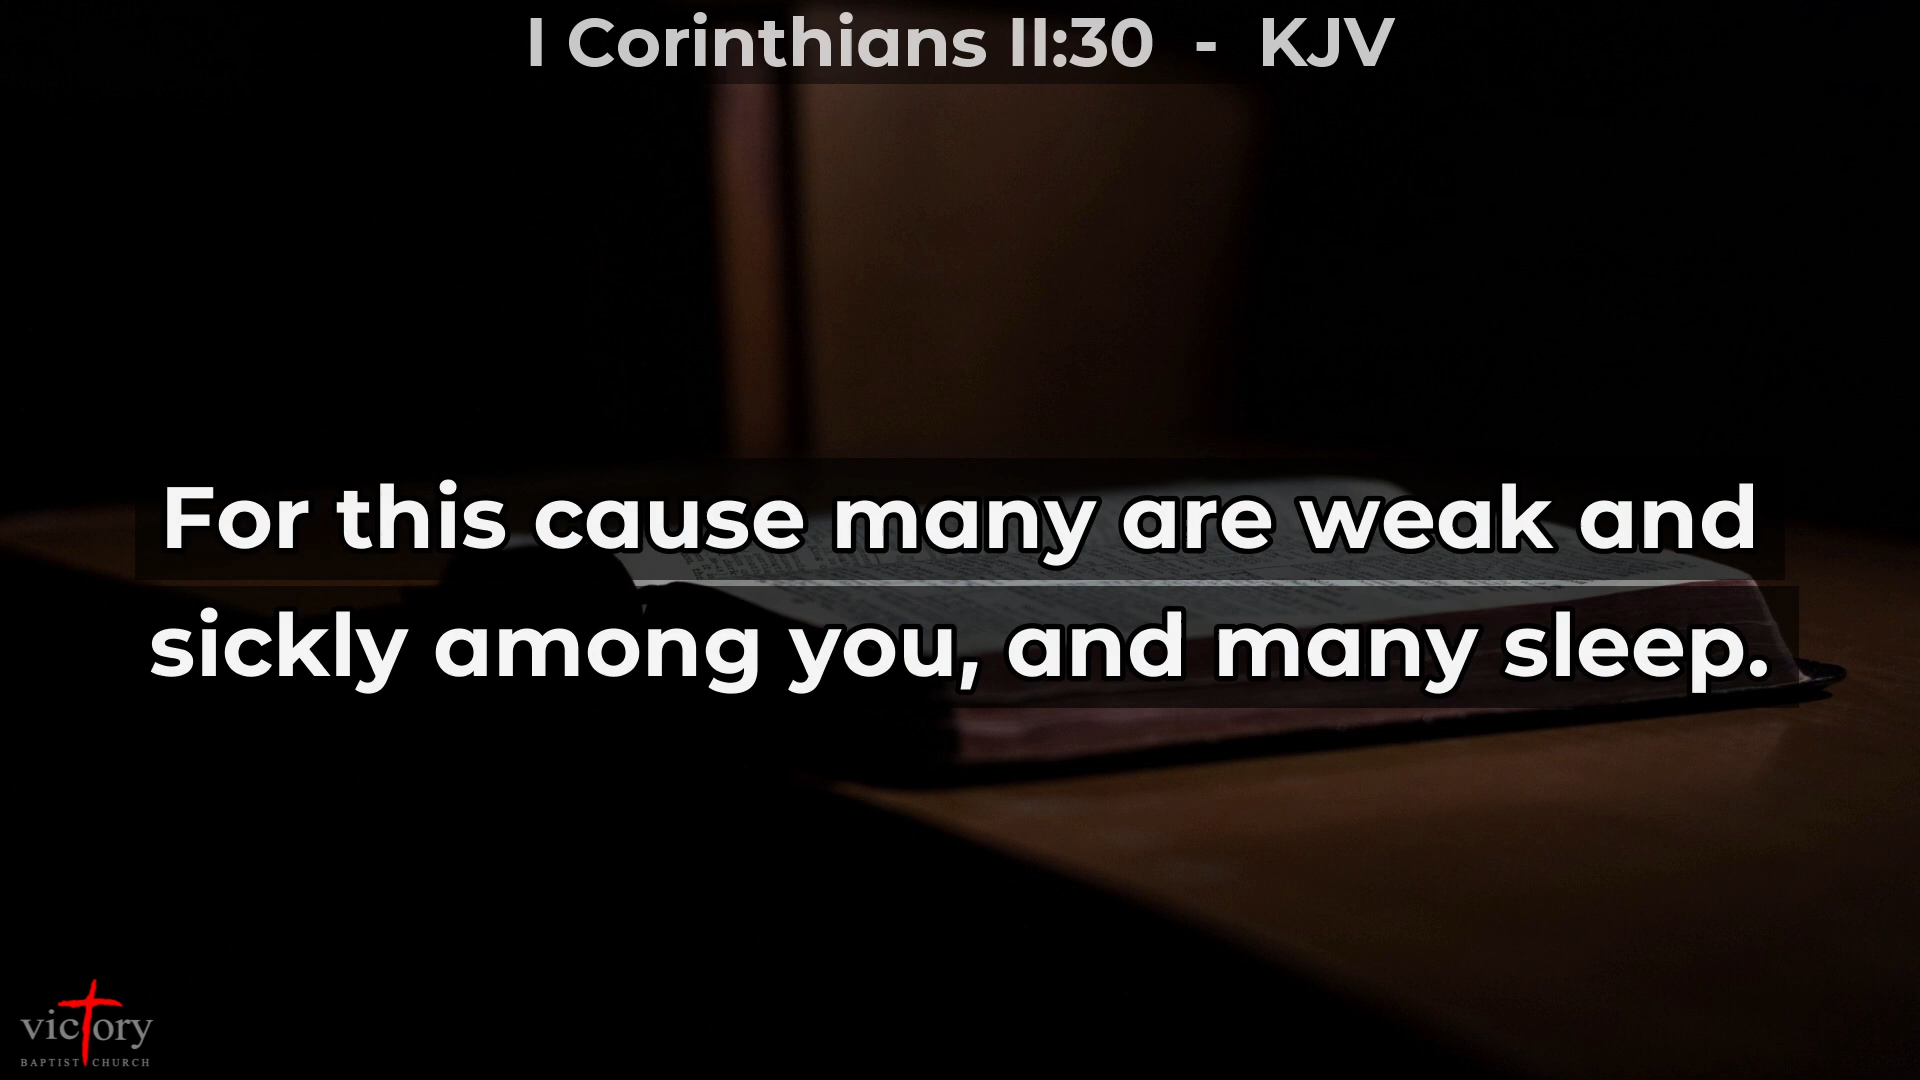 I Corinthians II:30 - KJV
For this cause many are weak and
sickly among you, and many sleep.
victory
BAPTIST CHURCH